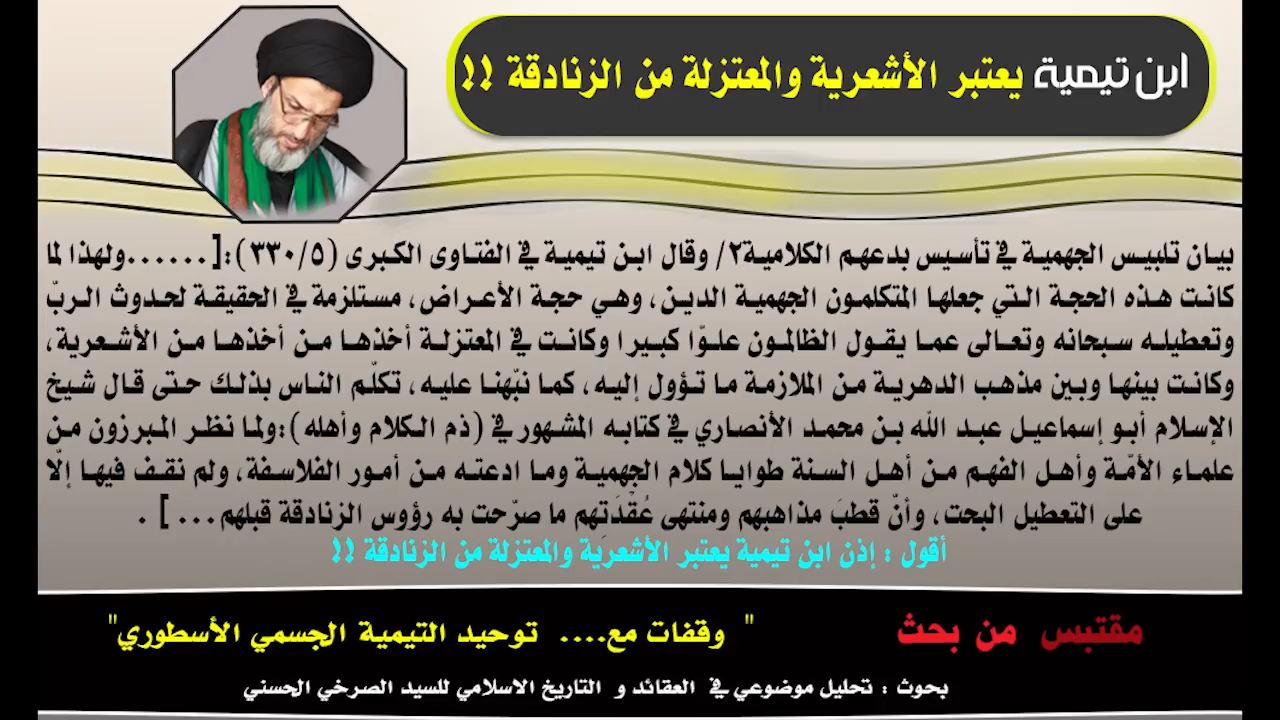 ابن تيمية يعتبر الأشعرية والمعتزلة من الزنادقة !!
بيان تلبيس الجهمية في تأسيس بدعهم الكلامية٢/ وقال ابن تيمية في الفتاوى الكبرى (٣٣٠/٥):[......ولهذا لما
كانت هذه الحجة التي جعلها المتكلمون الجهمية الدين، وهي حجة الأعراض، مستلزمة في الحقيقة لحدوث الربّ
وتعطيله سبحانه وتعالى عما يقول الظالمون علوّا كبيرا وكانت في المعتزلة أخذها من أخذها من الأشعرية،
وكانت بينها وبين مذهب الدهرية من الملازمة ما تؤول إليه، كما نبّهنا عليه، تكلّم الناس بذلك حتى قال شيخ
الإسلام أبو إسماعيل عبد الله بن محمد الأنصاري في كتابه المشهور في (ذم الكلام وأهله):ولما نظر المبرزون من
علماء الأمّة وأهل الفهم من أهل السنة طوايا كلام الجهمية وما ادعته من أمور الفلاسفة، ولم نقف فيها إلّا
على التعطيل البحت، وأنّ قطبَ مذاهبهم ومنتهى عُقْدَتِهم ما صرّحت به رؤوس الزنادقة قبلهم...] .
أقول : إذن ابن تيمية يعتبر الأشعرية والمعتزلة من الزنادقة !!
مقتبس من بحث " وقفات مع.... توحيد التيمية الجسمي الأسطوري"
بحوث : تحليل موضوعي في العقائد و التاريخ الاسلامي للسيد الصرخي الحسني